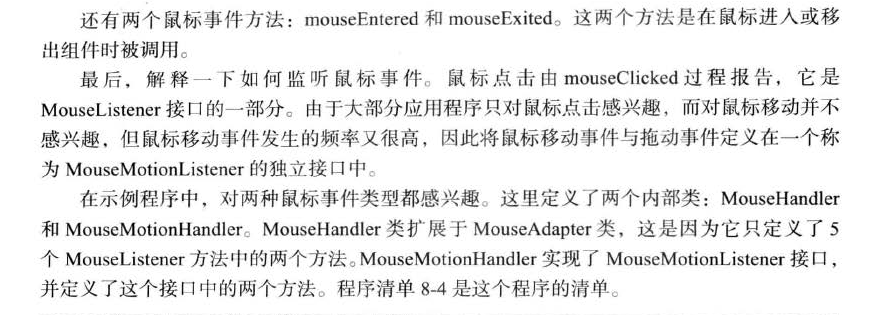 还有两个鼠标事件方法：mouseEntered 和 mouseExited。这两个方法是在鼠标进入或移
出组件时被调用。
最后，解释一下如何监听鼠标事件。鼠标点击由 mouseClicked 过程报告，它是
MouseListener 接口的一部分。由于大部分应用程序只对鼠标点击感兴趣，而对鼠标移动并不
感兴趣，但鼠标移动事件发生的频率又很高，因此将鼠标移动事件与拖动事件定义在一个称
为 MouseMotionListener 的独立接口中。
在示例程序中，对两种鼠标事件类型都感兴趣。这里定义了两个内部类：MouseHandler
和 MouseMotionHandler。MouseHandler 类扩展于 MouseAdapter 类，这是因为它只定义了 5
个 MouseListener 方法中的两个方法。MouseMotionHandler 实现了 MouseMotionListener 接口，
并定义了这个接口中的两个方法。程序清单 8-4 是这个程序的清单。